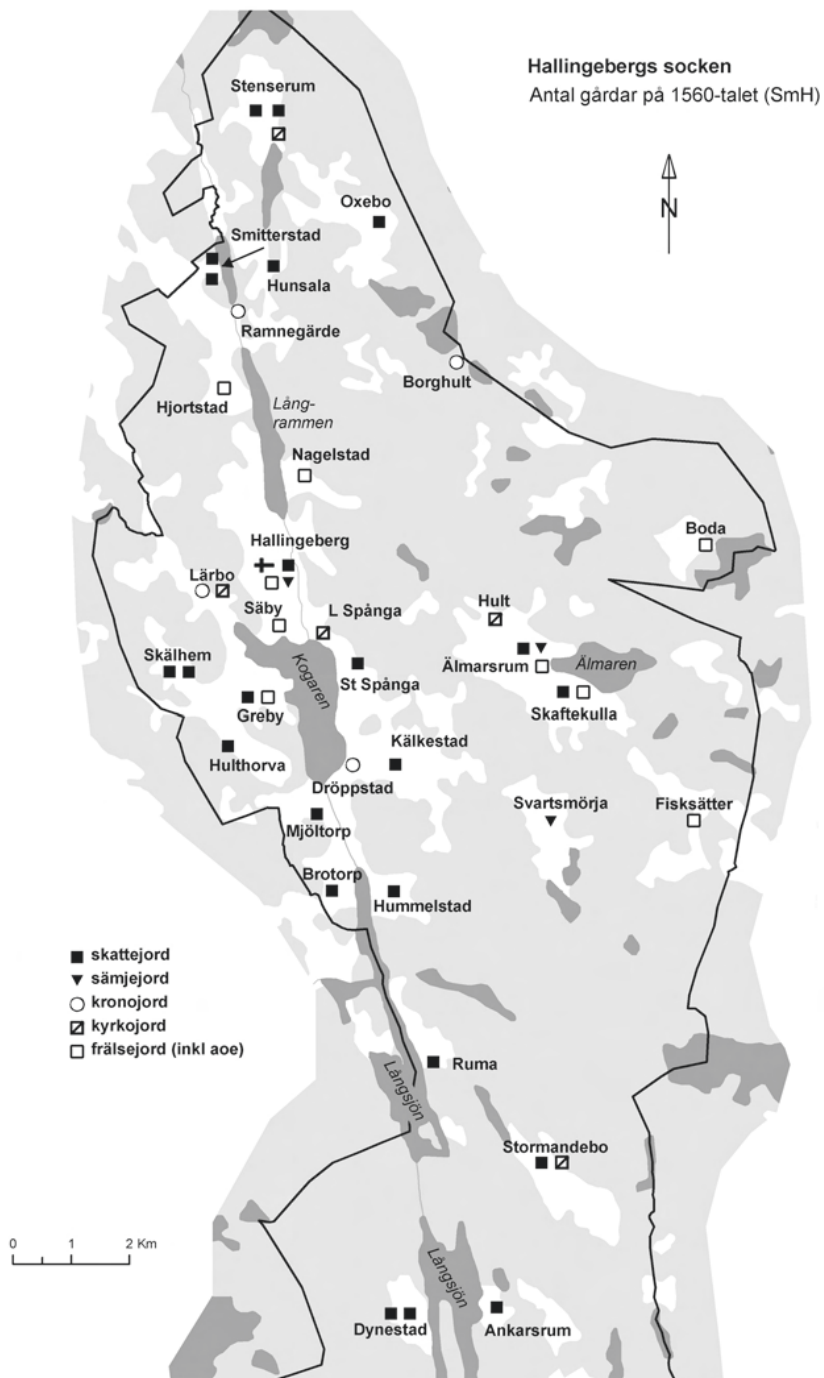 Hallingebergs socken
Antal gårdar på 1560-talet (SmH)
N
Stenserum
Oxebo
Smitterstad
Hunsala
Ramnegärde
Borghult
Hjortstad
Lång-
rammen
Nagelstad
Boda
Hallingeberg
Lärbo
Säby
L Spånga
Hult
Skälhem
Kogaren
St Spånga
Älmarsrum
Älmaren
Greby
Skaftekulla
Hulthorva
Kälkestad
Dröppstad
Svartsmörja
Fisksätter
Mjöltorp
Brotorp
Hummelstad
skattejord
sämjejord
kronojord
kyrkojord
frälsejord (inkl aoe)
Ruma
Långsjön
Stormandebo
0 1 2 Km
Långsjön
Dynestad
Ankarsrum